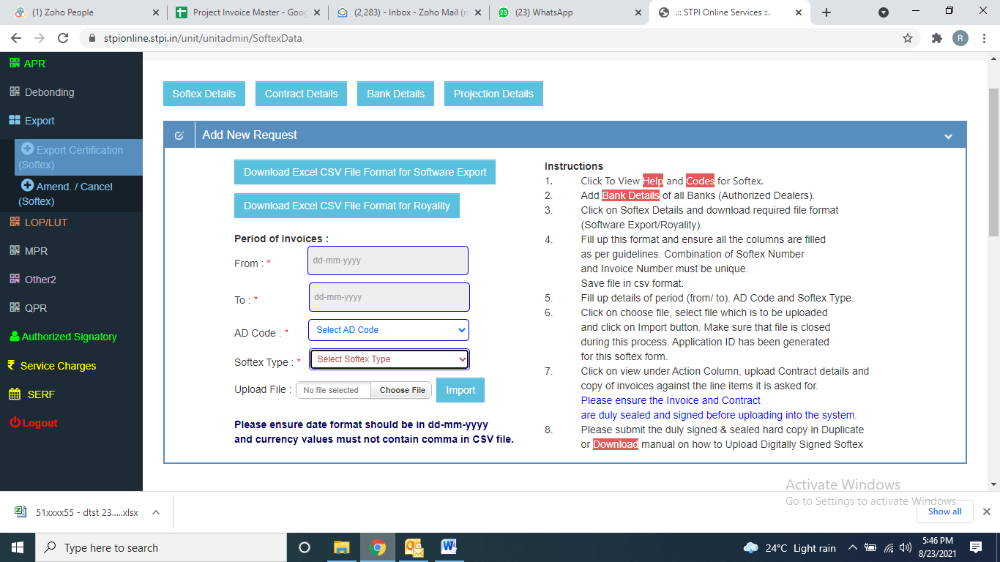 (1) Zoho People
Project Invoice Master - Goog
(2,283) - Inbox - Zoho Mail (r
(23) WhatsApp
.:: STPI Online Services ::.
stpionline.stpi.in/unit/unitadmin/SoftexData
R
APR
Debonding
Export
Export Certification
(Softex)
Amend. / Cancel
(Softex)
LOP/LUT
MPR
Other2
QPR
Authorized Signatory
₹ Service Charges
SERF
Logout
Softex Details
Contract Details
Bank Details
Projection Details
Add New Request
Download Excel CSV File Format for Software Export
Download Excel CSV File Format for Royality
Period of Invoices :
From : *
dd-mm-yyyy
To : *
dd-mm-yyyy
AD Code : *
Select AD Code
Softex Type : *
Select Softex Type
Upload File :
No file selected
Choose File
Import
Please ensure date format should be in dd-mm-yyyy
and currency values must not contain comma in CSV file.
Instructions
1. Click To View Help and Codes for Softex.
2. Add Bank Details of all Banks (Authorized Dealers).
3. Click on Softex Details and download required file format
(Software Export/Royality).
4. Fill up this format and ensure all the columns are filled
as per guidelines. Combination of Softex Number
and Invoice Number must be unique.
Save file in csv format.
5. Fill up details of period (from/ to). AD Code and Softex Type.
6. Click on choose file, select file which is to be uploaded
and click on Import button. Make sure that file is closed
during this process. Application ID has been generated
for this softex form.
7. Click on view under Action Column, upload Contract details and
copy of invoices against the line items it is asked for.
Please ensure the Invoice and Contract
are duly sealed and signed before uploading into the system.
8. Please submit the duly signed & sealed hard copy in Duplicate
or Download manual on how to Upload Digitally Signed Softex
Activate Windows
Go to Settings to activate Windows.
51xxxx55 - dtst 23.....xlsx
Show all
Type here to search
24°C Light rain
5:46 PM
8/23/2021